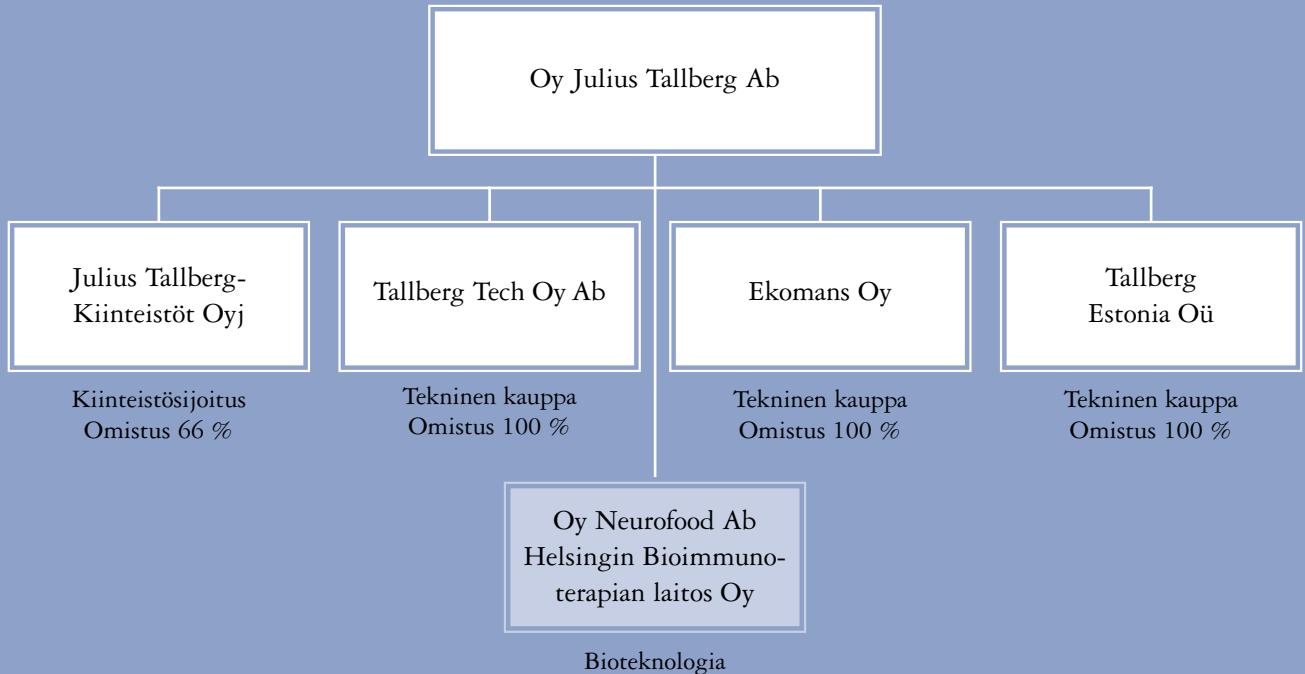 Oy Julius Tallberg Ab
Julius Tallberg-
Kiinteistöt Oyj
Tallberg Tech Oy Ab
Ekomans Oy
Tallberg
Estonia Oü
Kiinteistösijoitus
Omistus 66 %
Tekninen kauppa
Omistus 100 %
Tekninen kauppa
Omistus 100 %
Tekninen kauppa
Omistus 100 %
Oy Neurofood Ab
Helsingin Bioimmuno-
terapian laitos Oy
Bioteknologia